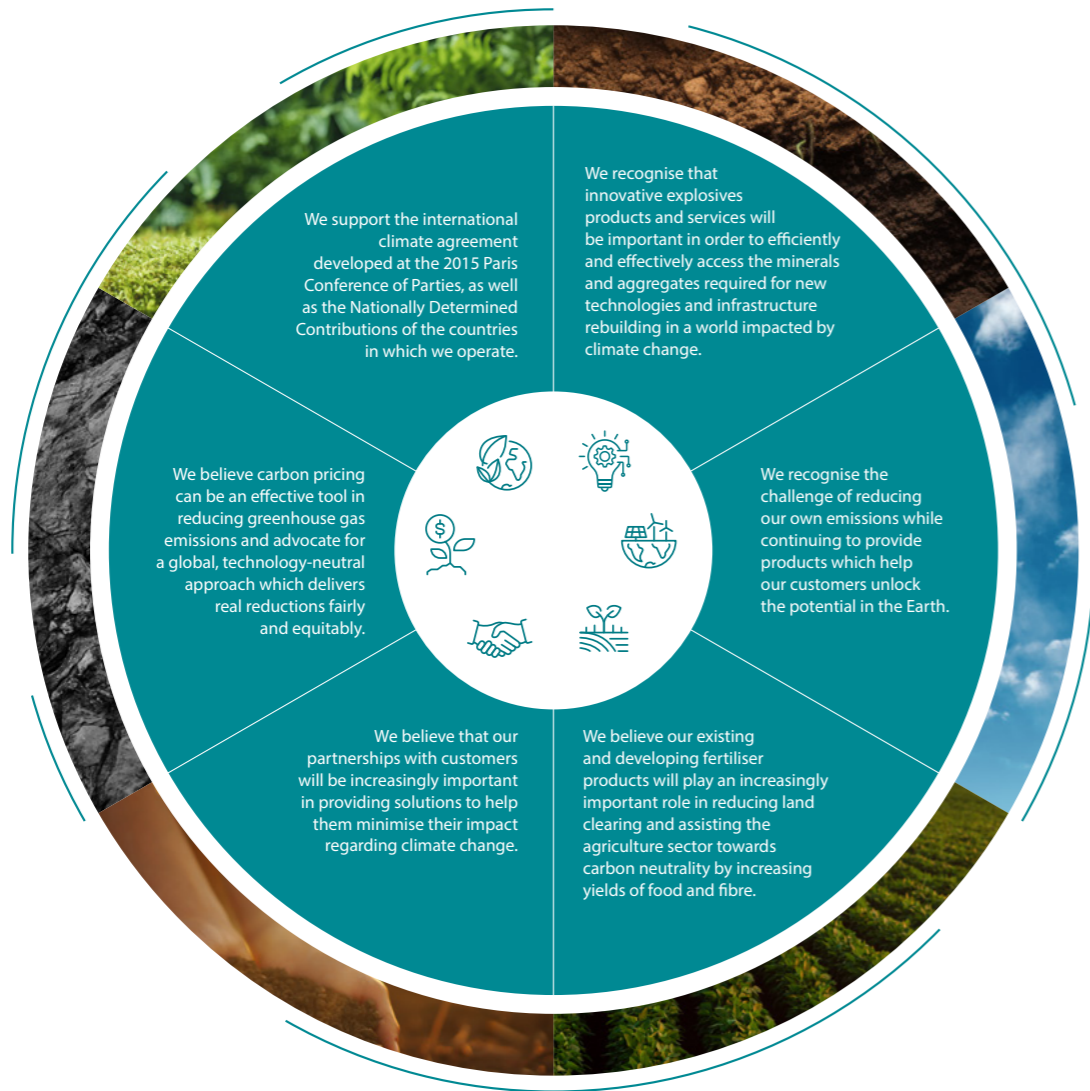 We support the international
climate agreement
developed at the 2015 Paris
Conference of Parties, as well
as the Nationally Determined
Contributions of the countries
in which we operate.
We recognise that
innovative explosives
products and services will
be important in order to efficiently
and effectively access the minerals
and aggregates required for new
technologies and infrastructure
rebuilding in a world impacted by
climate change.
We believe carbon pricing
can be an effective tool in
reducing greenhouse gas
emissions and advocate for
a global, technology-neutral
approach which delivers
real reductions fairly
and equitably.
$
We recognise the
challenge of reducing
our own emissions while
continuing to provide
products which help
our customers unlock
the potential in the Earth.
We believe that our
partnerships with customers
will be increasingly important
in providing solutions to help
them minimise their impact
regarding climate change.
We believe our existing
and developing fertiliser
products will play an increasingly
important role in reducing land
clearing and assisting the
agriculture sector towards
carbon neutrality by increasing
yields of food and fibre.